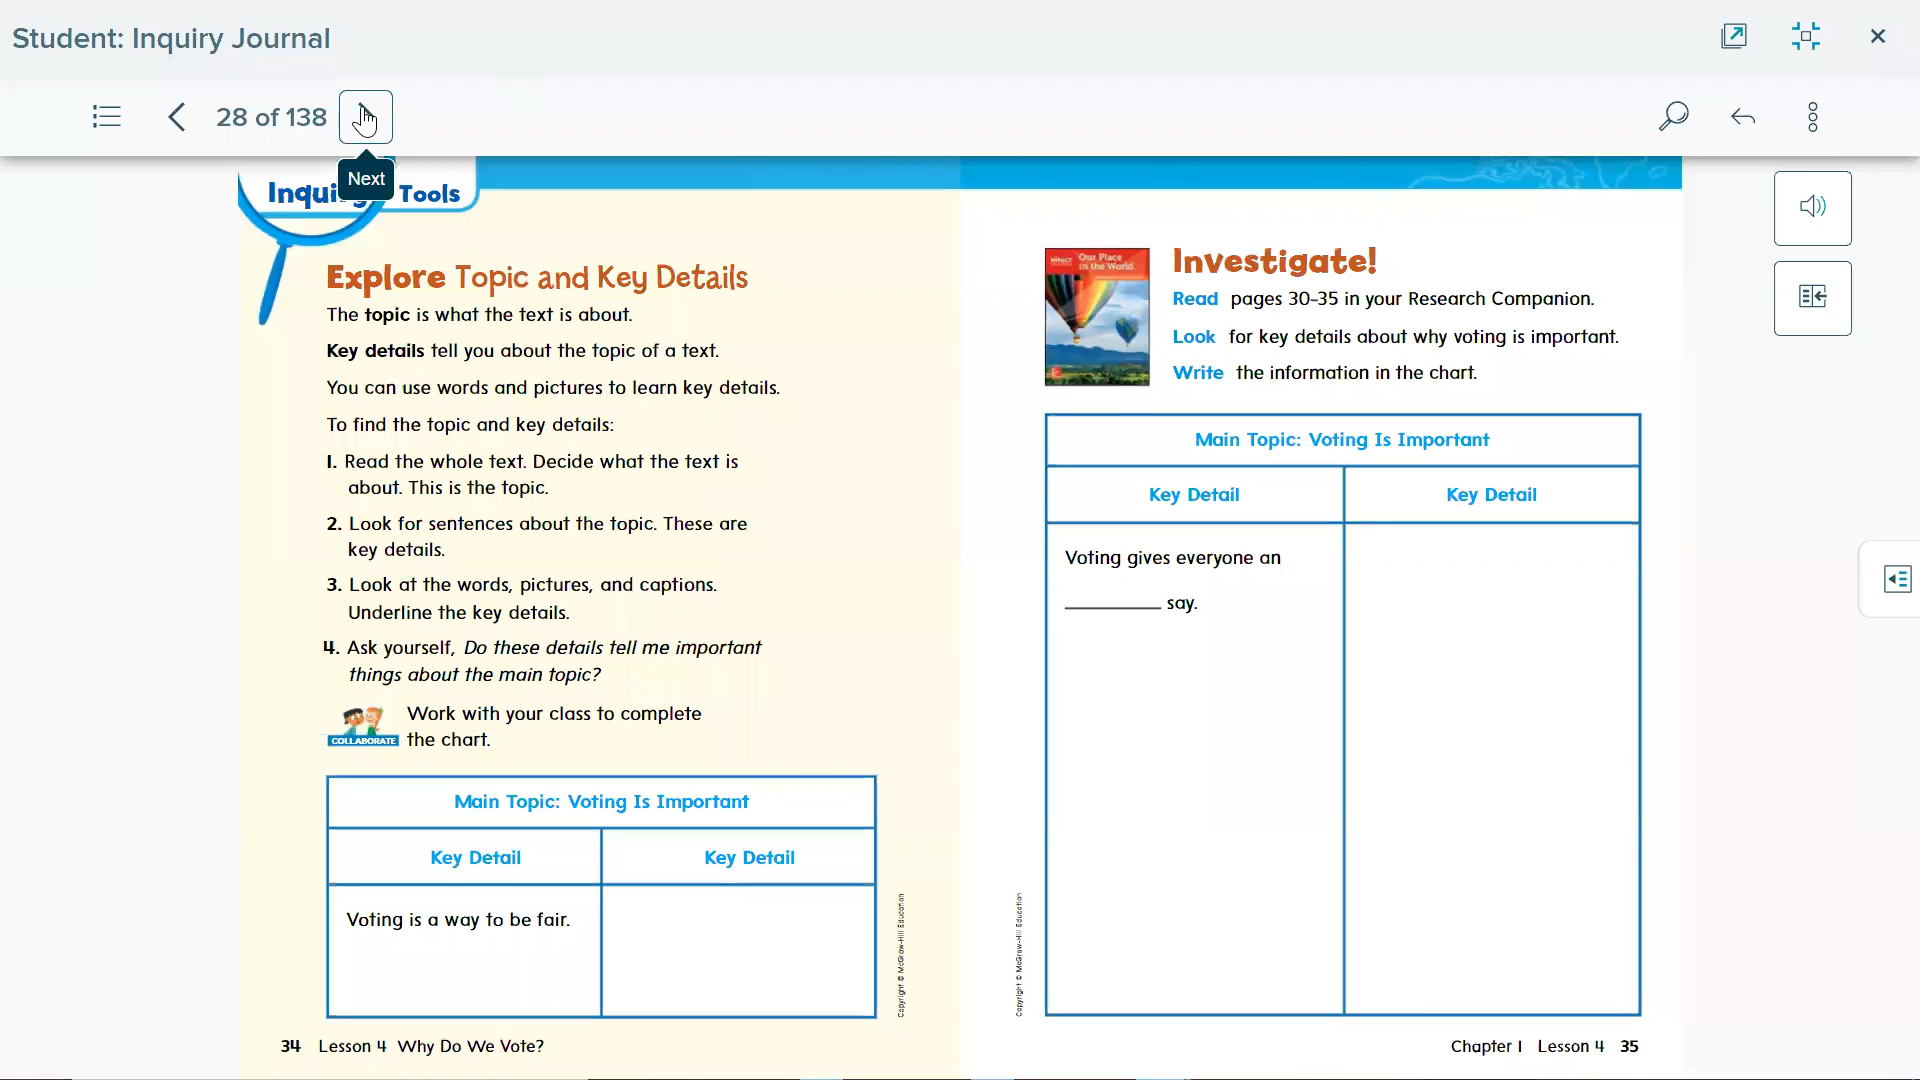 Student: Inquiry Journal
28 of 138
Next
Tools
Explore Topic and Key Details
The topic is what the text is about.
Key details tell you about the topic of a text.
You can use words and pictures to learn key details.
To find the topic and key details:
1. Read the whole text. Decide what the text is
about. This is the topic.
2. Look for sentences about the topic. These are
key details.
3. Look at the words, pictures, and captions.
Underline the key details.
4. Ask yourself, Do these details tell me important
things about the main topic?
COLLABORATE
Work with your class to complete
the chart.
Main Topic: Voting Is Important
Key Detail
Key Detail
Voting is a way to be fair.
Copyright © McGraw-Hill Education
34 Lesson 4 Why Do We Vote?
Our Place
in the World
Investigate!
Read pages 30–35 in your Research Companion.
Look for key details about why voting is important.
Write the information in the chart.
Main Topic: Voting Is Important
Key Detail
Key Detail
Voting gives everyone an
__________ say.
Copyright © McGraw-Hill Education
Chapter 1 Lesson 4 35